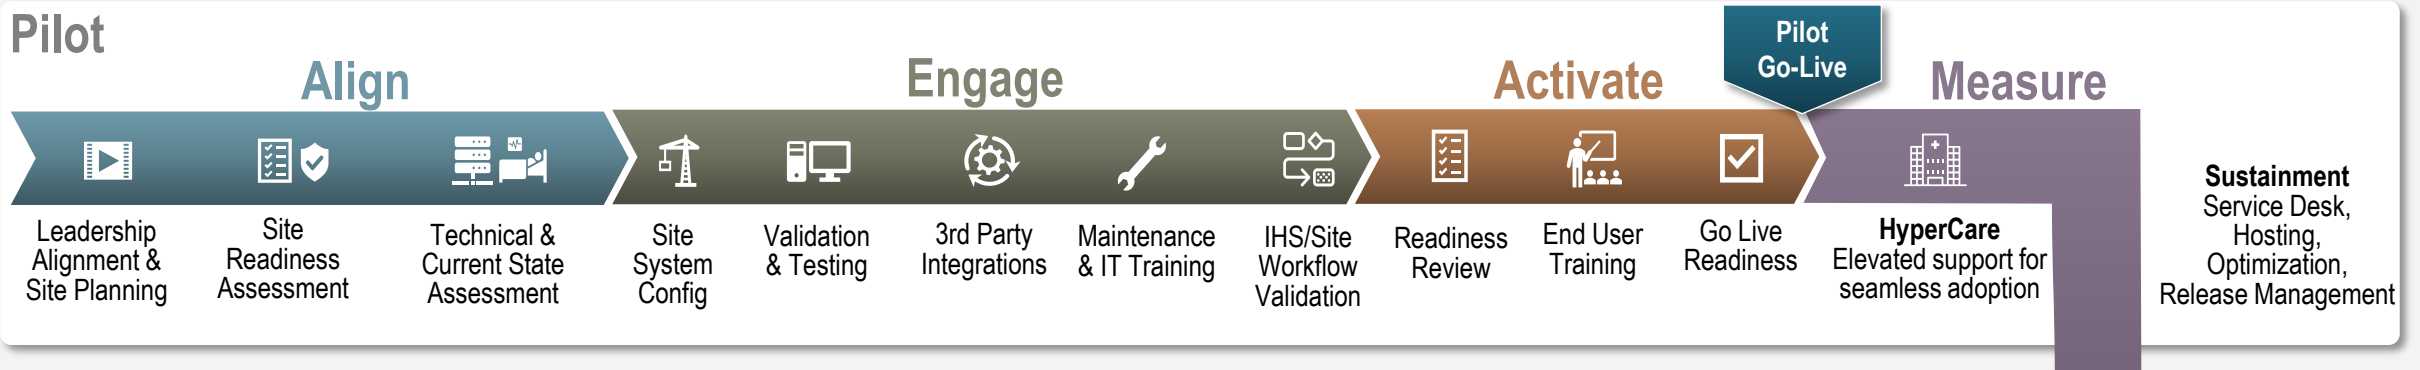 Pilot
Align
Engage
Activate
Pilot
Go-Live
Measure
Leadership
Alignment &
Site Planning
Site
Readiness
Assessment
Technical &
Current State
Assessment
Site
System
Config
Validation
& Testing
3rd Party
Integrations
Maintenance
& IT Training
IHS/Site
Workflow
Validation
Readiness
Review
End User
Training
Go Live
Readiness
HyperCare
Elevated support for
seamless adoption
Sustainment
Service Desk,
Hosting,
Optimization,
Release Management